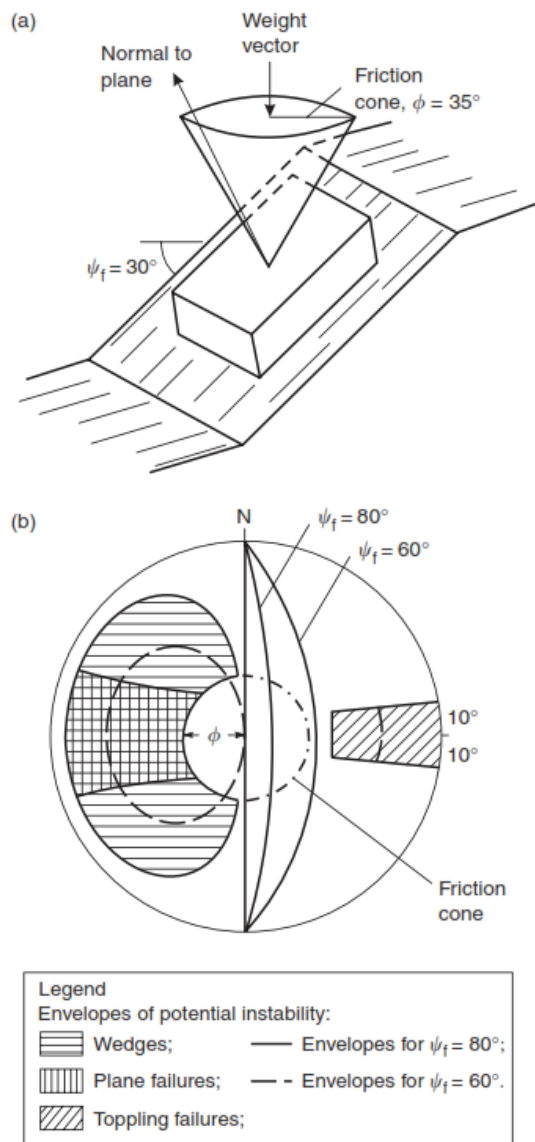 (a)
Weight
vector
Normal to
plane
Friction
cone, ϕ = 35°
ψf = 30°
(b)
N
ψf = 80°
ψf = 60°
ϕ
10°
10°
Friction
cone
Legend
Envelopes of potential instability:
Wedges;
Envelopes for ψf = 80°;
Plane failures;
Envelopes for ψf = 60°.
Toppling failures;